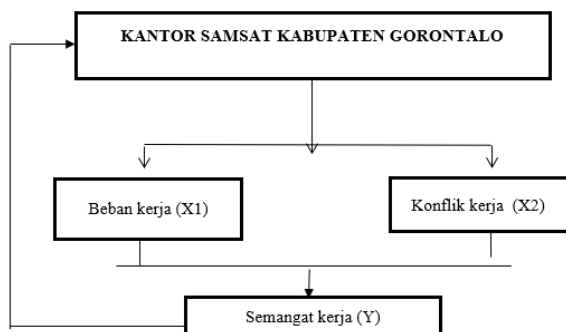 KANTOR SAMSAT KABUPATEN GORONTALO
Beban kerja (X1)
Konflik kerja (X2)
Semangat kerja (Y)